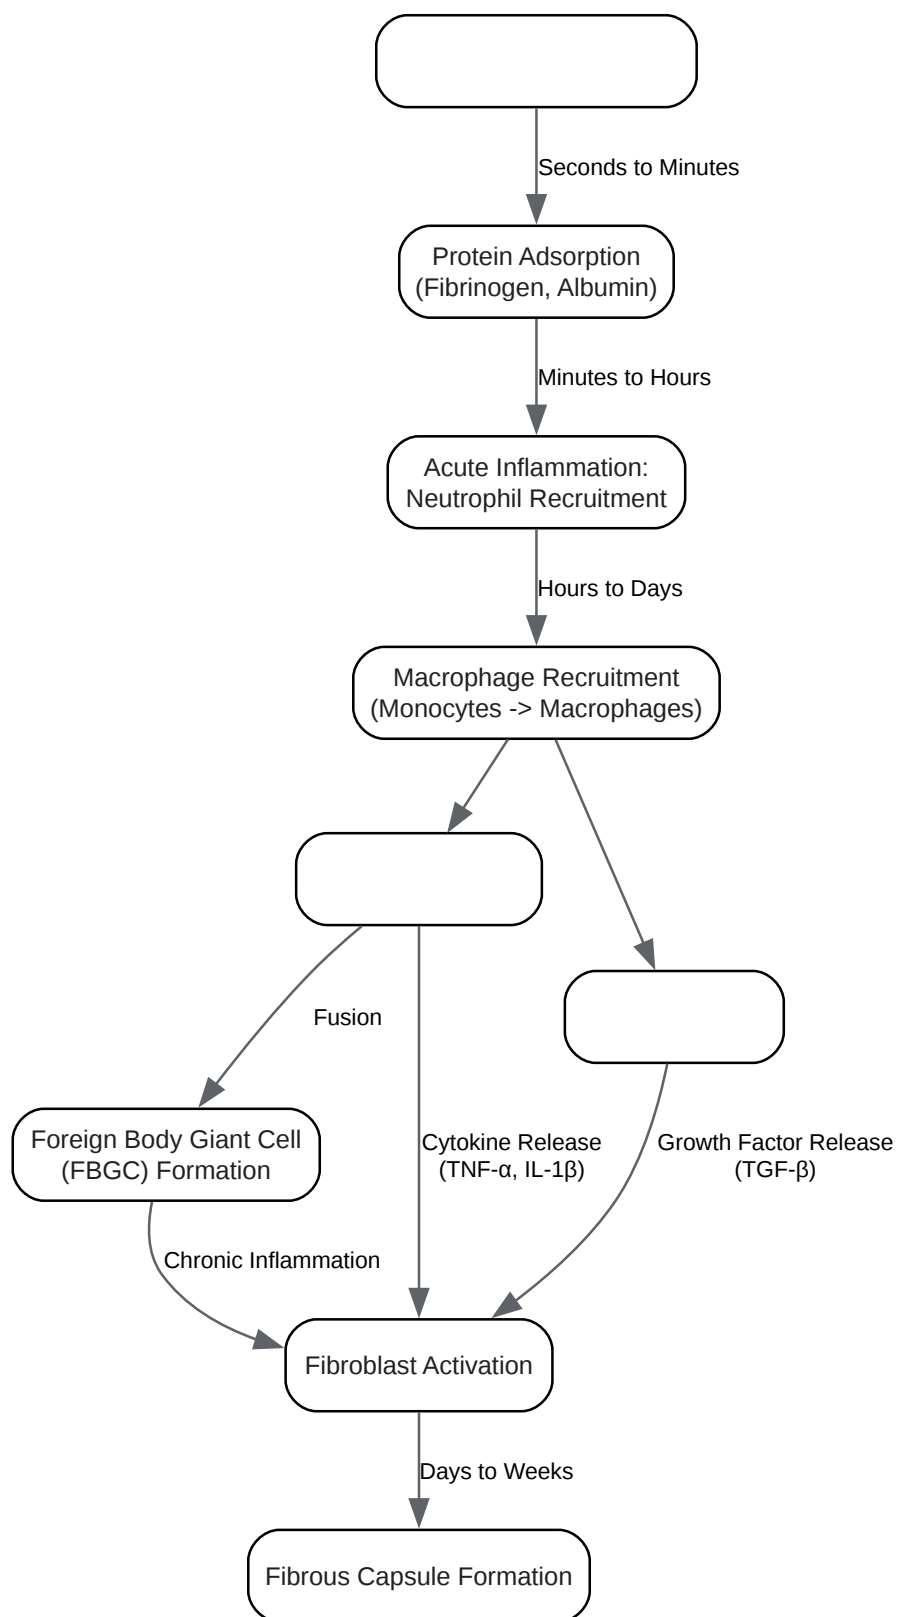 Seconds to Minutes
Protein Adsorption
(Fibrinogen, Albumin)
Minutes to Hours
Acute Inflammation:
Neutrophil Recruitment
Hours to Days
Macrophage Recruitment
(Monocytes -> Macrophages)
Fusion
Foreign Body Giant Cell
(FBGC) Formation
Cytokine Release
(TNF-α, IL-1β)
Growth Factor Release
(TGF-β)
Chronic Inflammation
Fibroblast Activation
Days to Weeks
Fibrous Capsule Formation